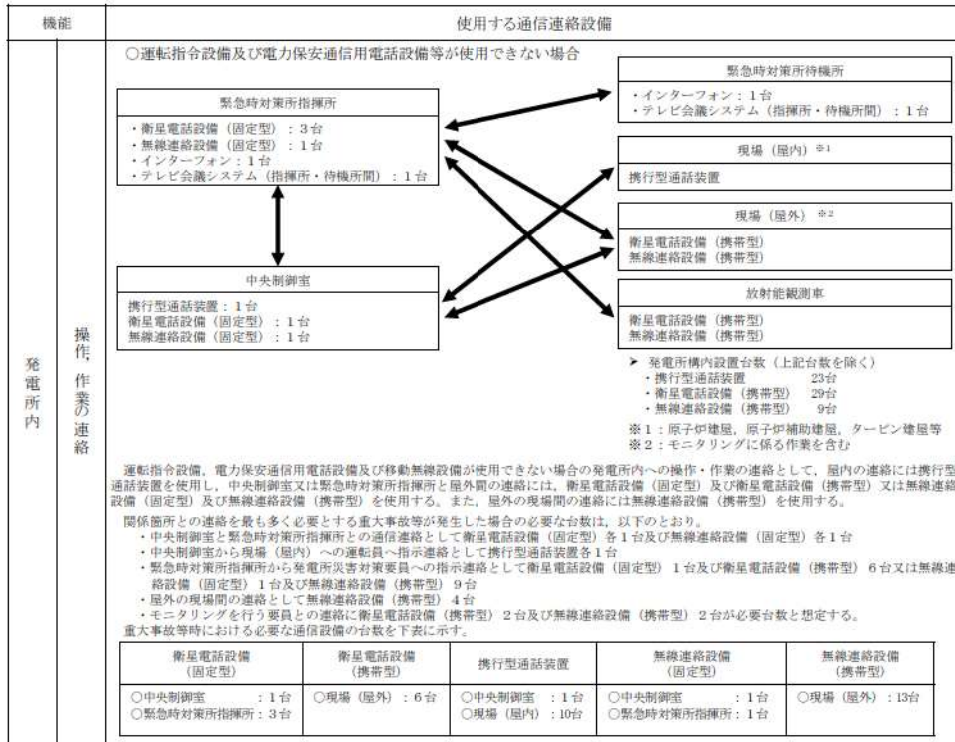 機能
使用する通信連絡設備
発電所内
操作，作業の連絡
○運転指令設備及び電力保安通信用電話設備等が使用できない場合
緊急時対策所指揮所
・衛星電話設備（固定型）：3台
・無線連絡設備（固定型）：1台
・インターフォン：1台
・テレビ会議システム（指揮所・待機所間）：1台
緊急時対策所待機所
・インターフォン：1台
・テレビ会議システム（指揮所・待機所間）：1台
現場（屋内）※1
携行型通話装置
現場（屋外）※2
衛星電話設備（携帯型）
無線連絡設備（携帯型）
中央制御室
携行型通話装置：1台
衛星電話設備（固定型）：1台
無線連絡設備（固定型）：1台
放射能観測車
衛星電話設備（携帯型）
無線連絡設備（携帯型）
➤ 発電所構内設置台数（上記台数を除く）
・携行型通話装置 23台
・衛星電話設備（携帯型） 29台
・無線連絡設備（携帯型） 9台
※1：原子炉建屋，原子炉補助建屋，タービン建屋等
※2：モニタリングに係る作業を含む
運転指令設備，電力保安通信用電話設備及び移動無線設備が使用できない場合の発電所内への操作・作業の連絡として，屋内の連絡には携行型
通話装置を使用し，中央制御室又は緊急時対策所指揮所と屋外間の連絡には，衛星電話設備（固定型）及び衛星電話設備（携帯型）又は無線連絡
設備（固定型）及び無線連絡設備（携帯型）を使用する。また，屋外の現場間の連絡には無線連絡設備（携帯型）を使用する。
関係箇所との連絡を最も多く必要とする重大事故等が発生した場合の必要な台数は，以下のとおり。
・中央制御室と緊急時対策所指揮所との通信連絡として衛星電話設備（固定型）各1台及び無線連絡設備（固定型）各1台
・中央制御室から現場（屋内）への運転員へ指示連絡として携行型通話装置各1台
・緊急時対策所指揮所から発電所災害対策要員への指示連絡として衛星電話設備（固定型）1台及び衛星電話設備（携帯型）6台又は無線連
絡設備（固定型）1台及び無線連絡設備（携帯型）9台
・屋外の現場間の連絡として無線連絡設備（携帯型）4台
・モニタリングを行う要員との連絡に衛星電話設備（携帯型）2台及び無線連絡設備（携帯型）2台が必要台数と想定する。
重大事故等時における必要な通信設備の台数を下表に示す。
衛星電話設備（固定型）
衛星電話設備（携帯型）
携行型通話装置
無線連絡設備（固定型）
無線連絡設備（携帯型）
○中央制御室 ：1台
○緊急時対策所指揮所：3台
○現場（屋外）：6台
○中央制御室 ：1台
○現場（屋内）：10台
○中央制御室 ：1台
○緊急時対策所指揮所：1台
○現場（屋外）：13台